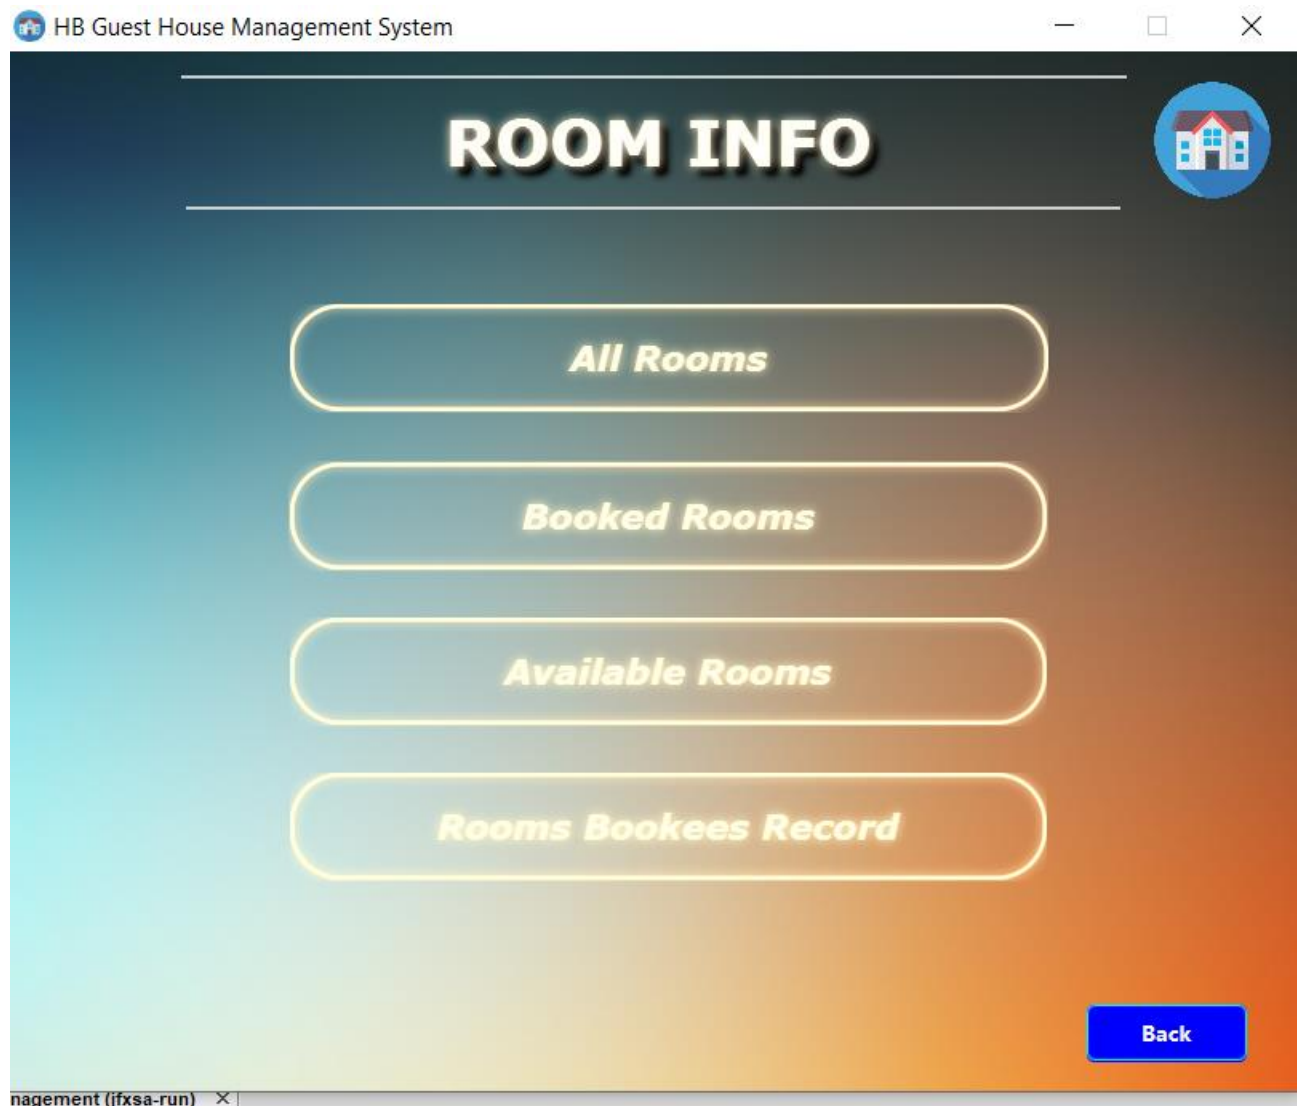 HB Guest House Management System
ROOM INFO
All Rooms
Booked Rooms
Available Rooms
Rooms Bookees Record
Back
nagement (jfxsa-run)